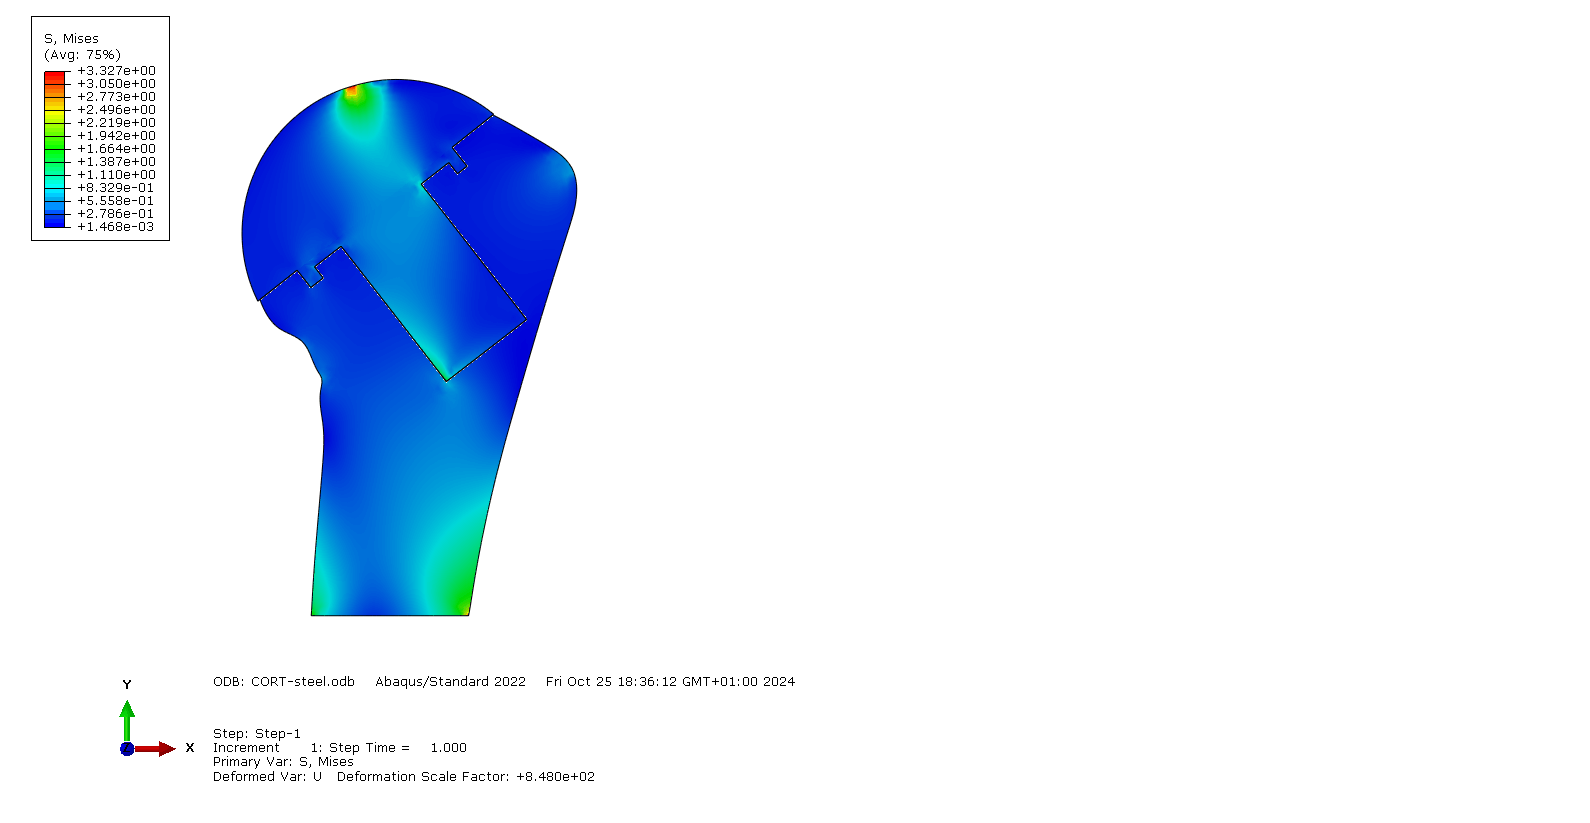 S, Mises
(Avg: 75%)
+3.327e+00
+3.050e+00
+2.773e+00
+2.496e+00
+2.219e+00
+1.942e+00
+1.664e+00
+1.387e+00
+1.110e+00
+8.329e-01
+5.558e-01
+2.786e-01
+1.468e-03
Y
X
ODB: CORT-steel.odb Abaqus/Standard 2022 Fri Oct 25 18:36:12 GMT+01:00 2024
Step: Step-1
Increment 1: Step Time = 1.000
Primary Var: S, Mises
Deformed Var: U Deformation Scale Factor: +8.480e+02